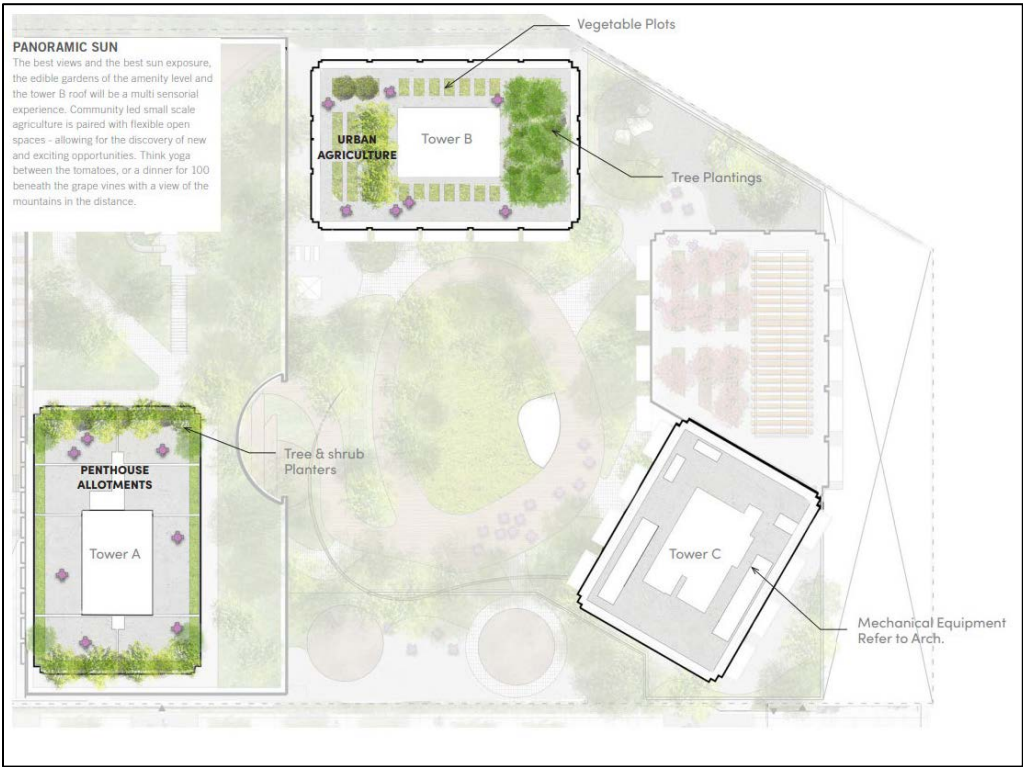 PANORAMIC SUN
The best views and the best sun exposure,
the edible gardens of the amenity level and
the tower B roof will be a multi sensorial
experience. Community led small scale
agriculture is paired with flexible open
spaces - allowing for the discovery of new
and exciting opportunities. Think yoga
between the tomatoes, or a dinner for 100
beneath the grape vines with a view of the
mountains in the distance.
Vegetable Plots
URBAN
AGRICULTURE
Tower B
Tree Plantings
Tree & shrub
Planters
PENTHOUSE
ALLOTMENTS
Tower A
Tower C
Mechanical Equipment
Refer to Arch.